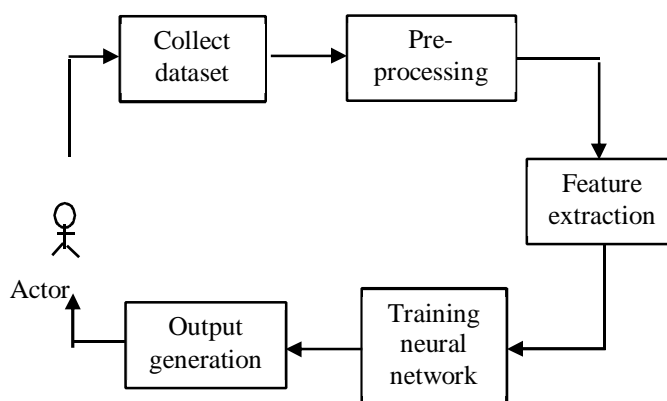 Collect
dataset
Pre-
processing
Feature
extraction
Actor
Output
generation
Training
neural
network